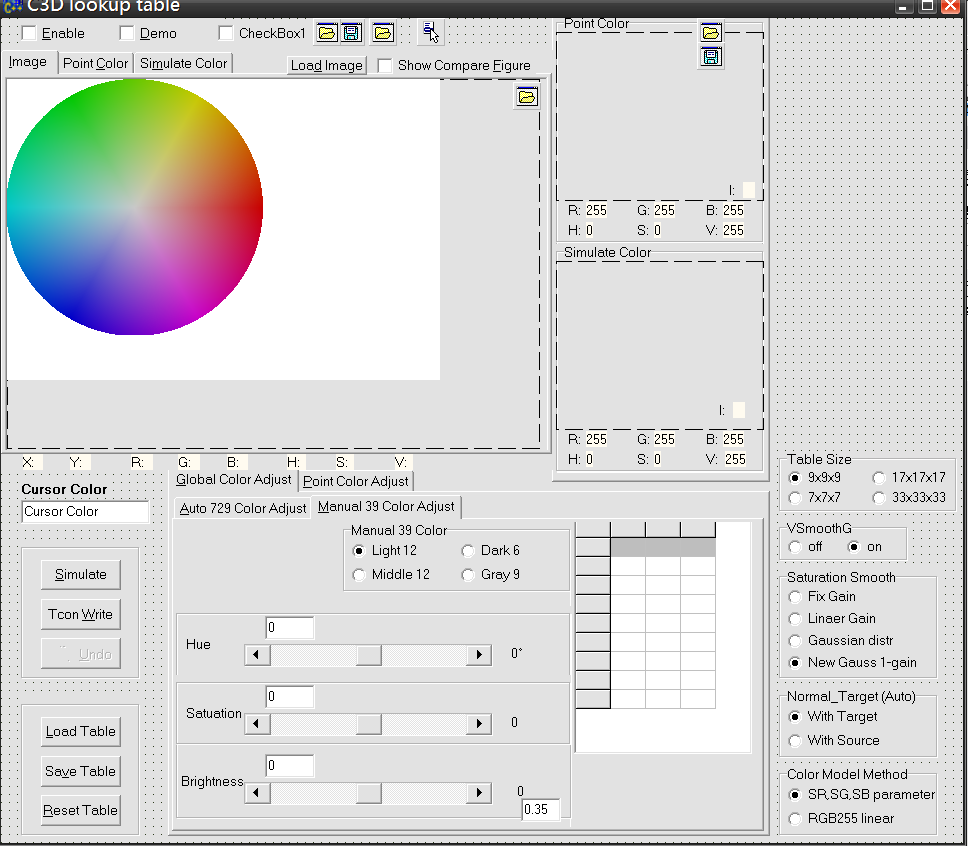 C3D lookup table
Enable
Demo
CheckBox1
Image
Point Color
Simulate Color
Load Image
Show Compare Figure
Point Color
I:
R: 255 G: 255 B: 255
H: 0 S: 0 V: 255
Simulate Color
I:
R: 255 G: 255 B: 255
H: 0 S: 0 V: 255
X: Y: R: G: B: H: S: V:
Cursor Color
Cursor Color
Simulate
Tcon Write
Undo
Load Table
Save Table
Reset Table
Global Color Adjust
Point Color Adjust
Auto 729 Color Adjust
Manual 39 Color Adjust
Manual 39 Color
Light 12
Dark 6
Middle 12
Gray 9
0
Hue
0°
0
Satuation
0
0
Brightness
0
0.35
Table Size
9x9x9
17x17x17
7x7x7
33x33x33
VSmoothG
off
on
Saturation Smooth
Fix Gain
Linaer Gain
Gaussian distr
New Gauss 1-gain
Normal_Target (Auto)
With Target
With Source
Color Model Method
SR,SG,SB parameter
RGB255 linear